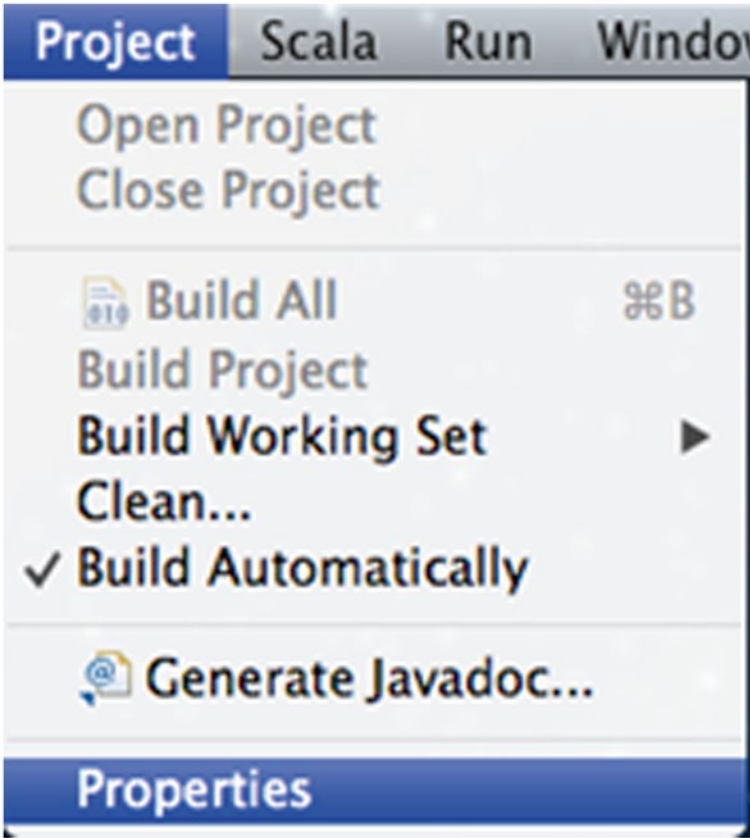 Project Scala Run Windo
Open Project
Close Project
Build All ⌘B
Build Project
Build Working Set ▶
Clean...
✓ Build Automatically
Generate Javadoc...
Properties